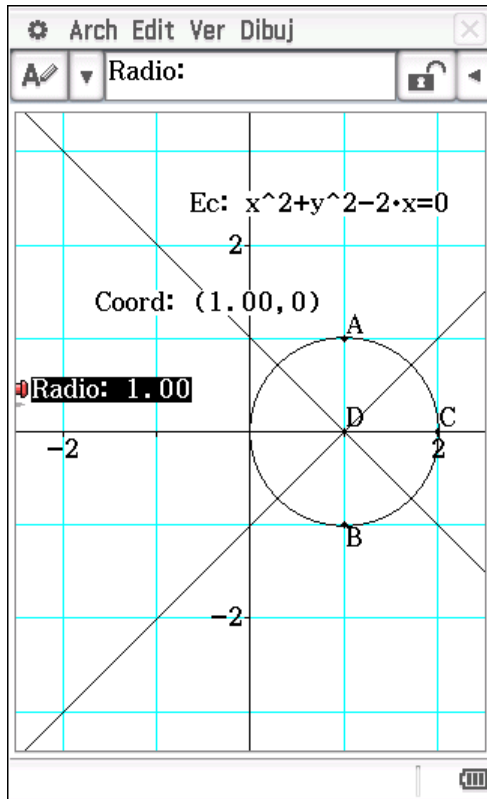 Arch Edit Ver Dibuj
A Radio:
Ec: x^2+y^2-2·x=0
2
Coord: (1.00,0)
A
Radio: 1.00
D C
-2 2
B
-2